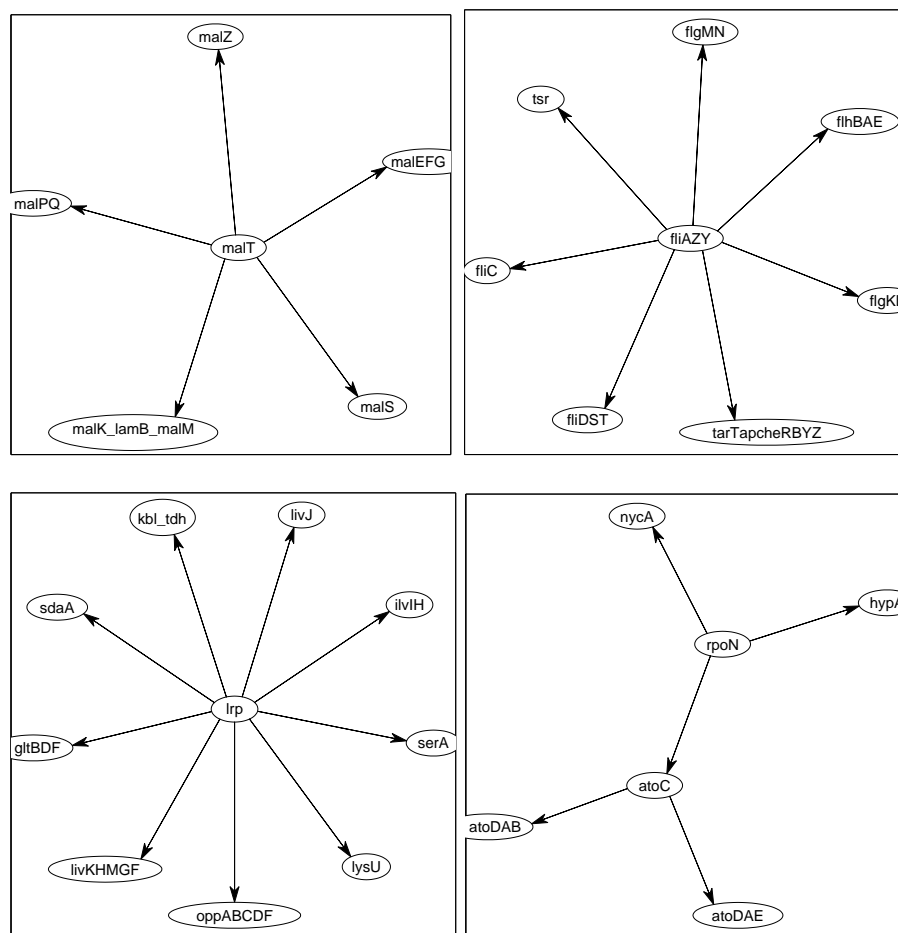 malZ
malEFG
malPQ
malT
malS
malK_lamB_malM
flgMN
tsr
flhBAE
fliAZY
fliC
fliDST
tarTapcheRBYZ
kbl_tdh
livJ
sdaA
ilvIH
lrp
gltBDF
serA
livKHMGF
lysU
oppABCDF
nycA
rpoN
atoC
atoDAB
atoDAE